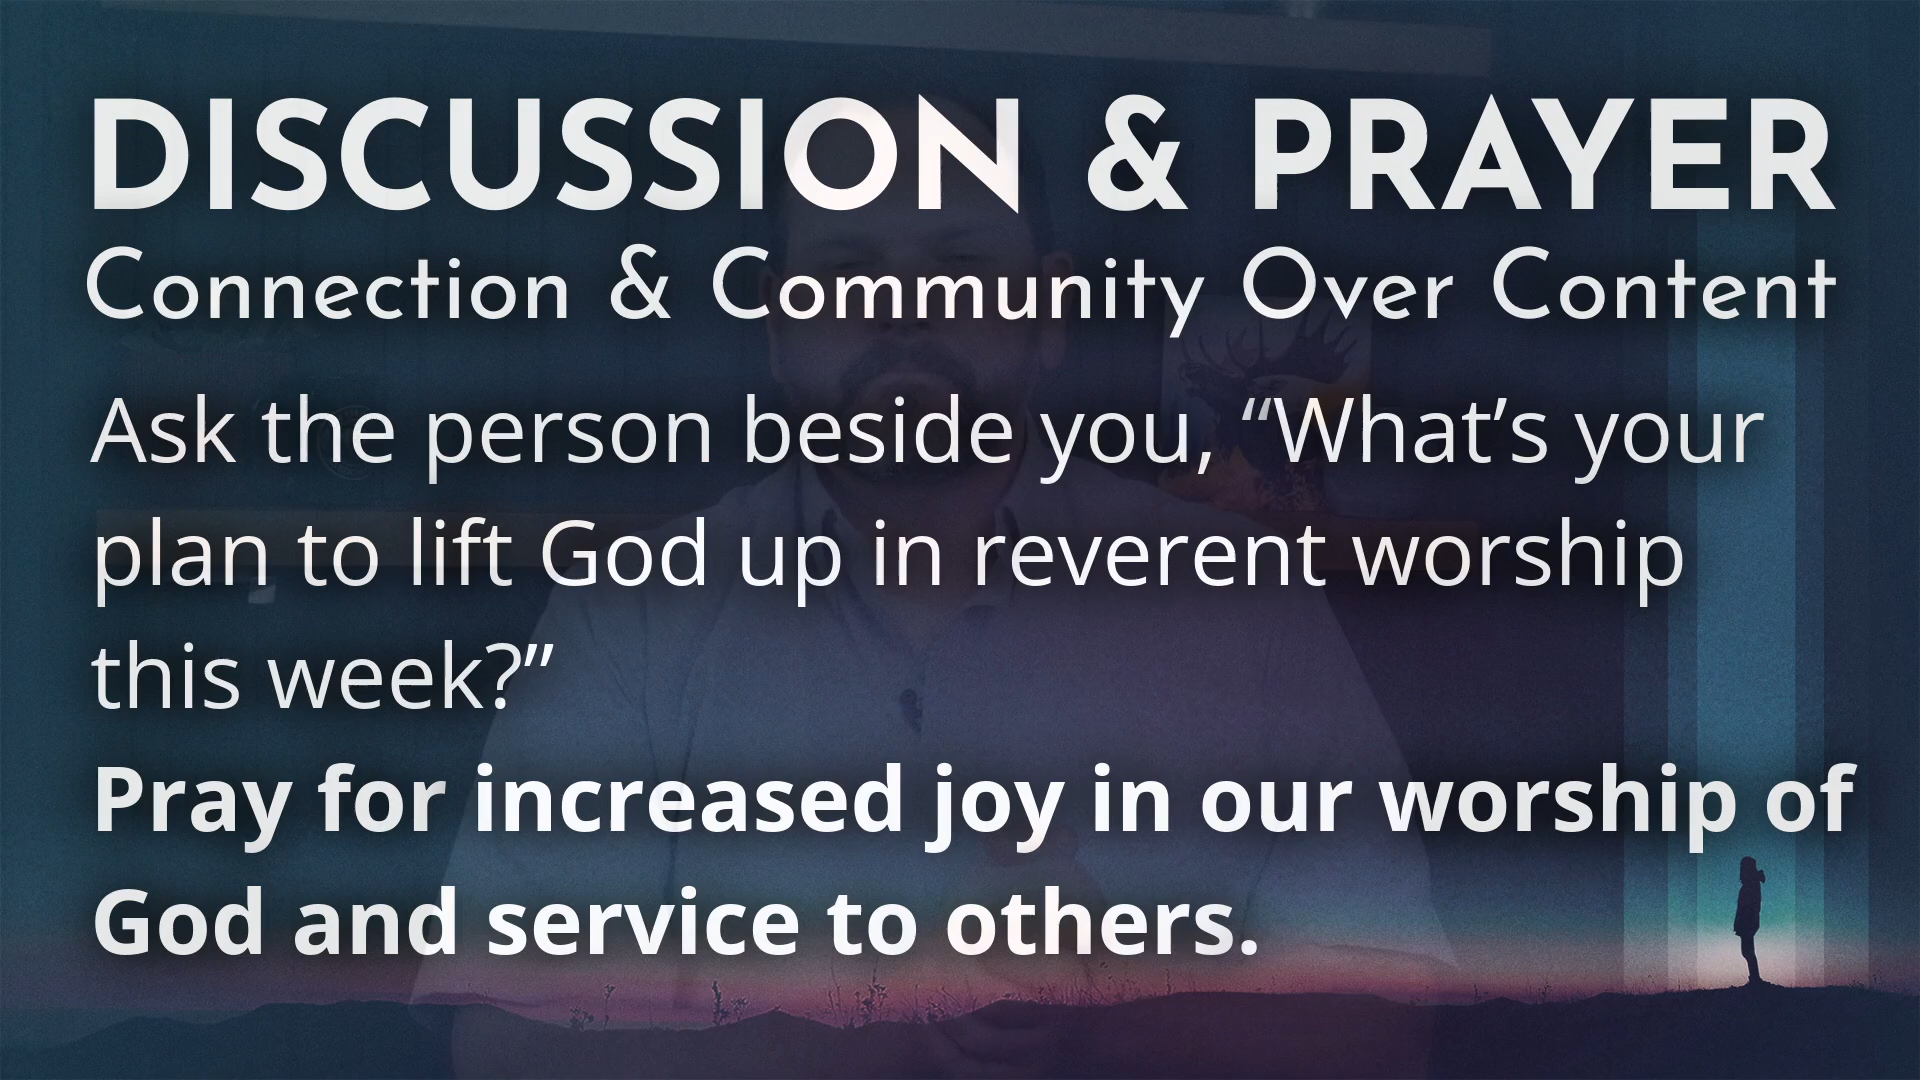 DISCUSSION & PRAYER
Connection & Community Over Content
Ask the person beside you, “What’s your
plan to lift God up in reverent worship
this week?”
Pray for increased joy in our worship of
God and service to others.